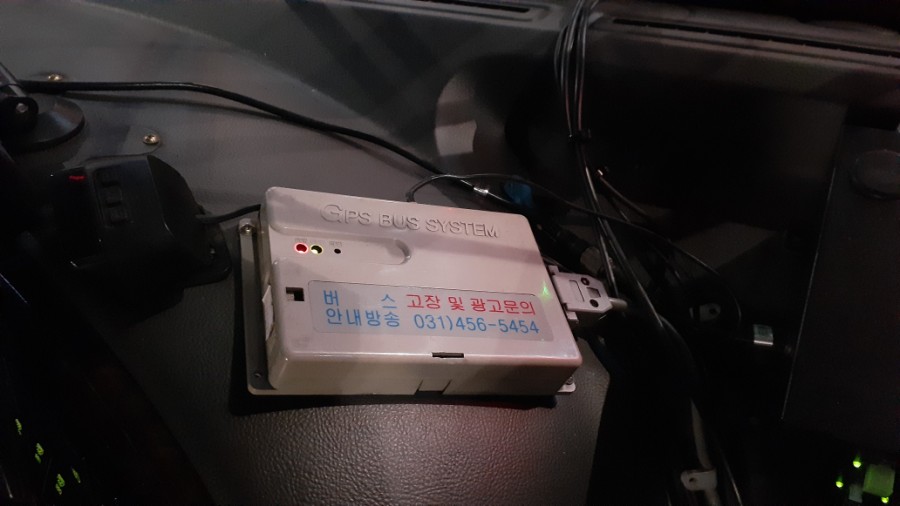 GPS BUS SYSTEM
버 스 고장 및 광고문의
안내방송 031)456-5454